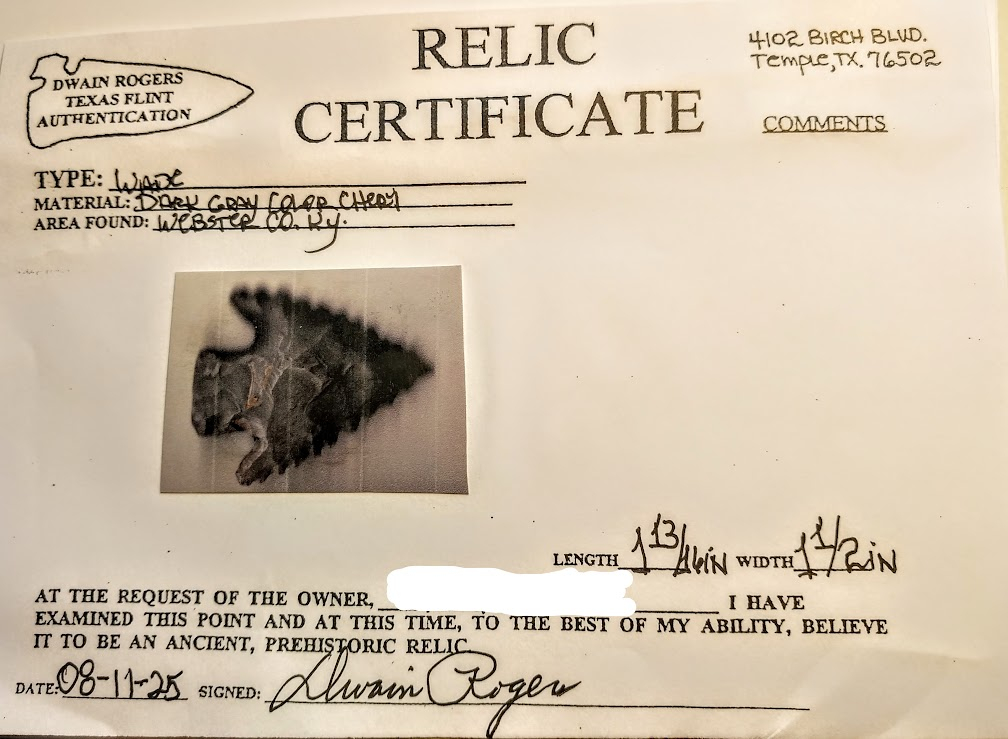 RELIC
CERTIFICATE
DWAIN ROGERS
TEXAS FLINT
AUTHENTICATION
4102 BIRCH BLVD.
Temple, TX. 76502
COMMENTS
TYPE: WADE
MATERIAL: DARK GRAY COLOR CHERT
AREA FOUND: WEBSTER CO. Ky.
LENGTH 1 13/16 iN WIDTH 1 1/2 iN
AT THE REQUEST OF THE OWNER, I HAVE
EXAMINED THIS POINT AND AT THIS TIME, TO THE BEST OF MY ABILITY, BELIEVE
IT TO BE AN ANCIENT, PREHISTORIC RELIC.
DATE: 08-11-25 SIGNED: Dwain Rogers